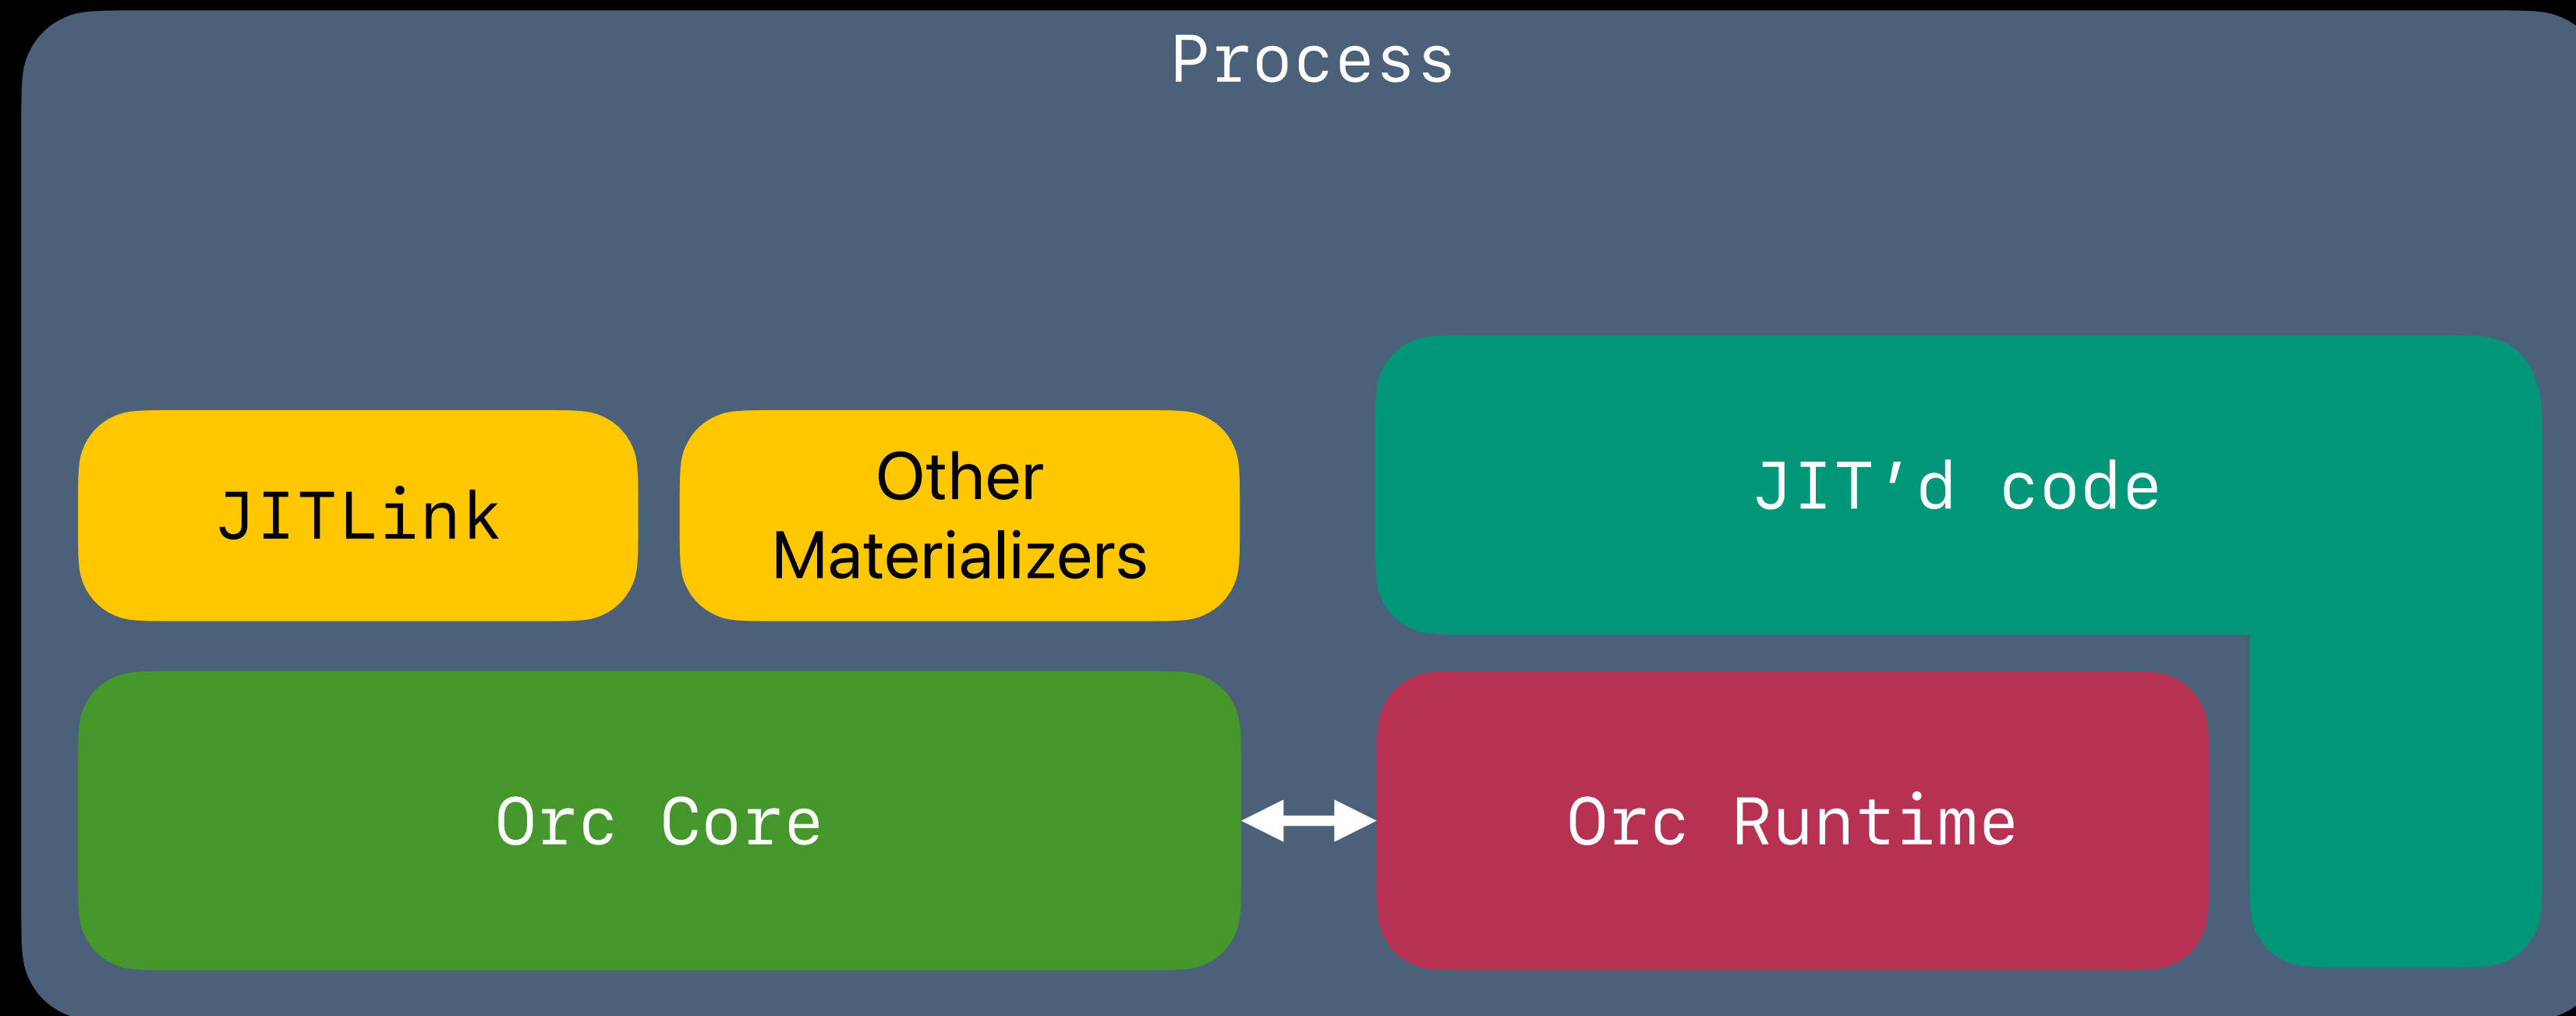 Process
JITLink
Other
Materializers
JIT’d code
Orc Core
Orc Runtime